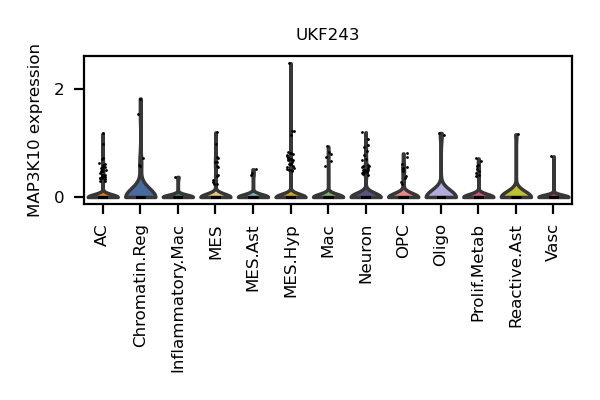 UKF243
MAP3K10 expression
2
0
AC
Chromatin.Reg
Inflammatory.Mac
MES
MES.Ast
MES.Hyp
Mac
Neuron
OPC
Oligo
Prolif.Metab
Reactive.Ast
Vasc